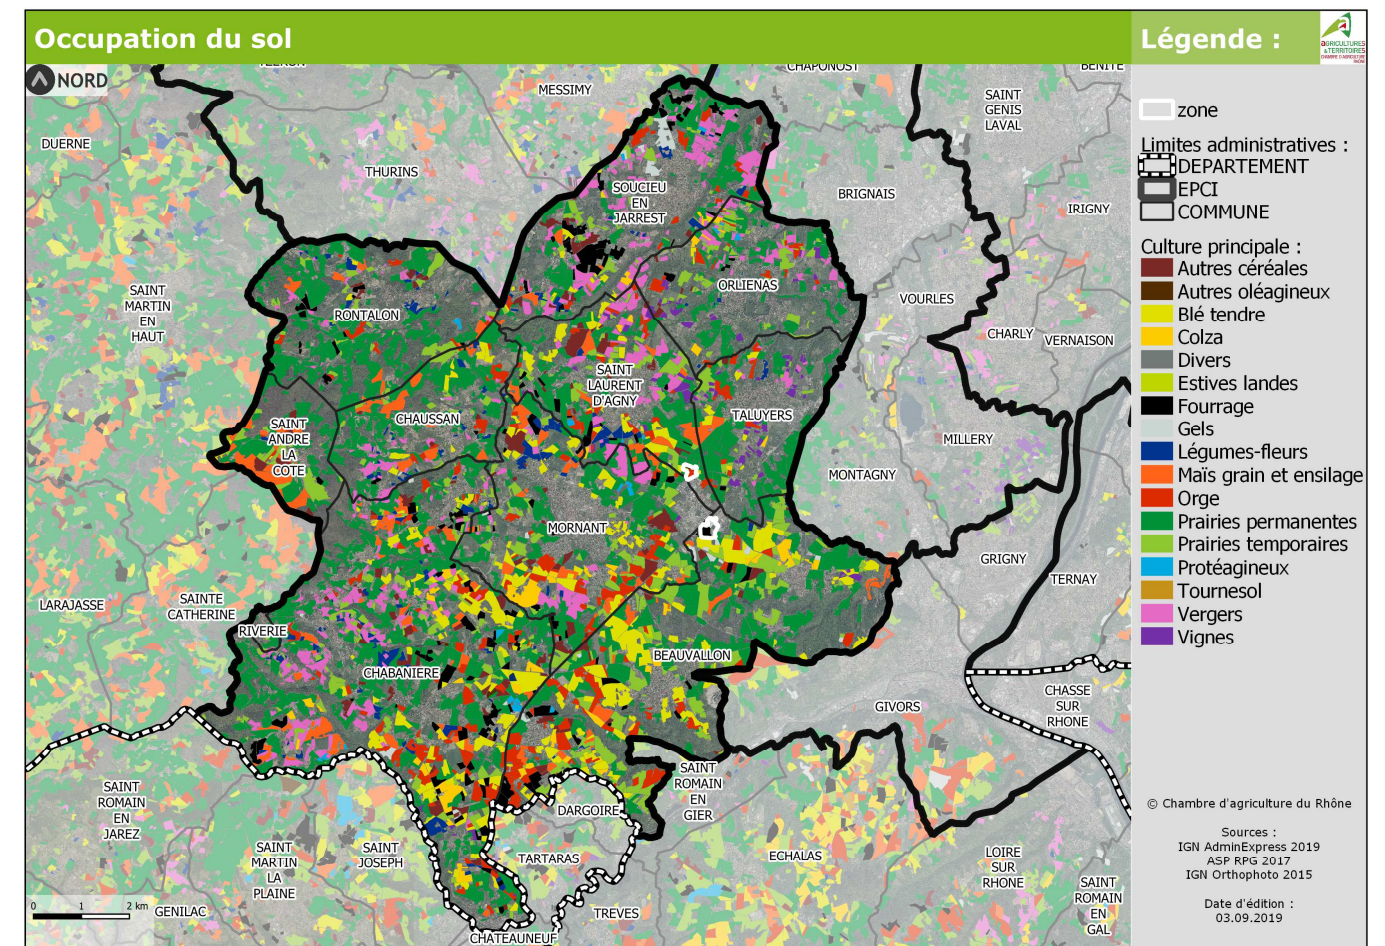 Occupation du sol
Légende :
AGRICULTURES
& TERRITOIRES
CHAMBRE D'AGRICULTURE
RHÔNE
NORD
CHAPONOST
BENITE
MESSIMY
SAINT
GENIS
LAVAL
DUERNE
THURINS
SOUCIEU
EN
JARREST
BRIGNAIS
IRIGNY
SAINT
MARTIN
EN
HAUT
RONTALON
ORLIENAS
VOURLES
CHARLY
VERNAISON
SAINT
LAURENT
D'AGNY
SAINT
ANDRE
LA
COTE
CHAUSSAN
TALUYERS
MILLERY
MONTAGNY
MORNANT
GRIGNY
TERNAY
LARAJASSE
SAINTE
CATHERINE
RIVERIE
BEAUVALLON
CHABANIERE
CHASSE
SUR
RHONE
GIVORS
SAINT
ROMAIN
EN
GIER
SAINT
ROMAIN
EN
JAREZ
DARGOIRE
SAINT
MARTIN
LA
PLAINE
SAINT
JOSEPH
TARTARAS
ECHALAS
LOIRE
SUR
RHONE
SAINT
ROMAIN
EN
GAL
GENILAC
TREVES
CHATEAUNEUF
0 1 2 km
zone
Limites administratives :
DEPARTEMENT
EPCI
COMMUNE
Culture principale :
Autres céréales
Autres oléagineux
Blé tendre
Colza
Divers
Estives landes
Fourrage
Gels
Légumes-fleurs
Maïs grain et ensilage
Orge
Prairies permanentes
Prairies temporaires
Protéagineux
Tournesol
Vergers
Vignes
© Chambre d'agriculture du Rhône
Sources :
IGN AdminExpress 2019
ASP RPG 2017
IGN Orthophoto 2015
Date d'édition :
03.09.2019